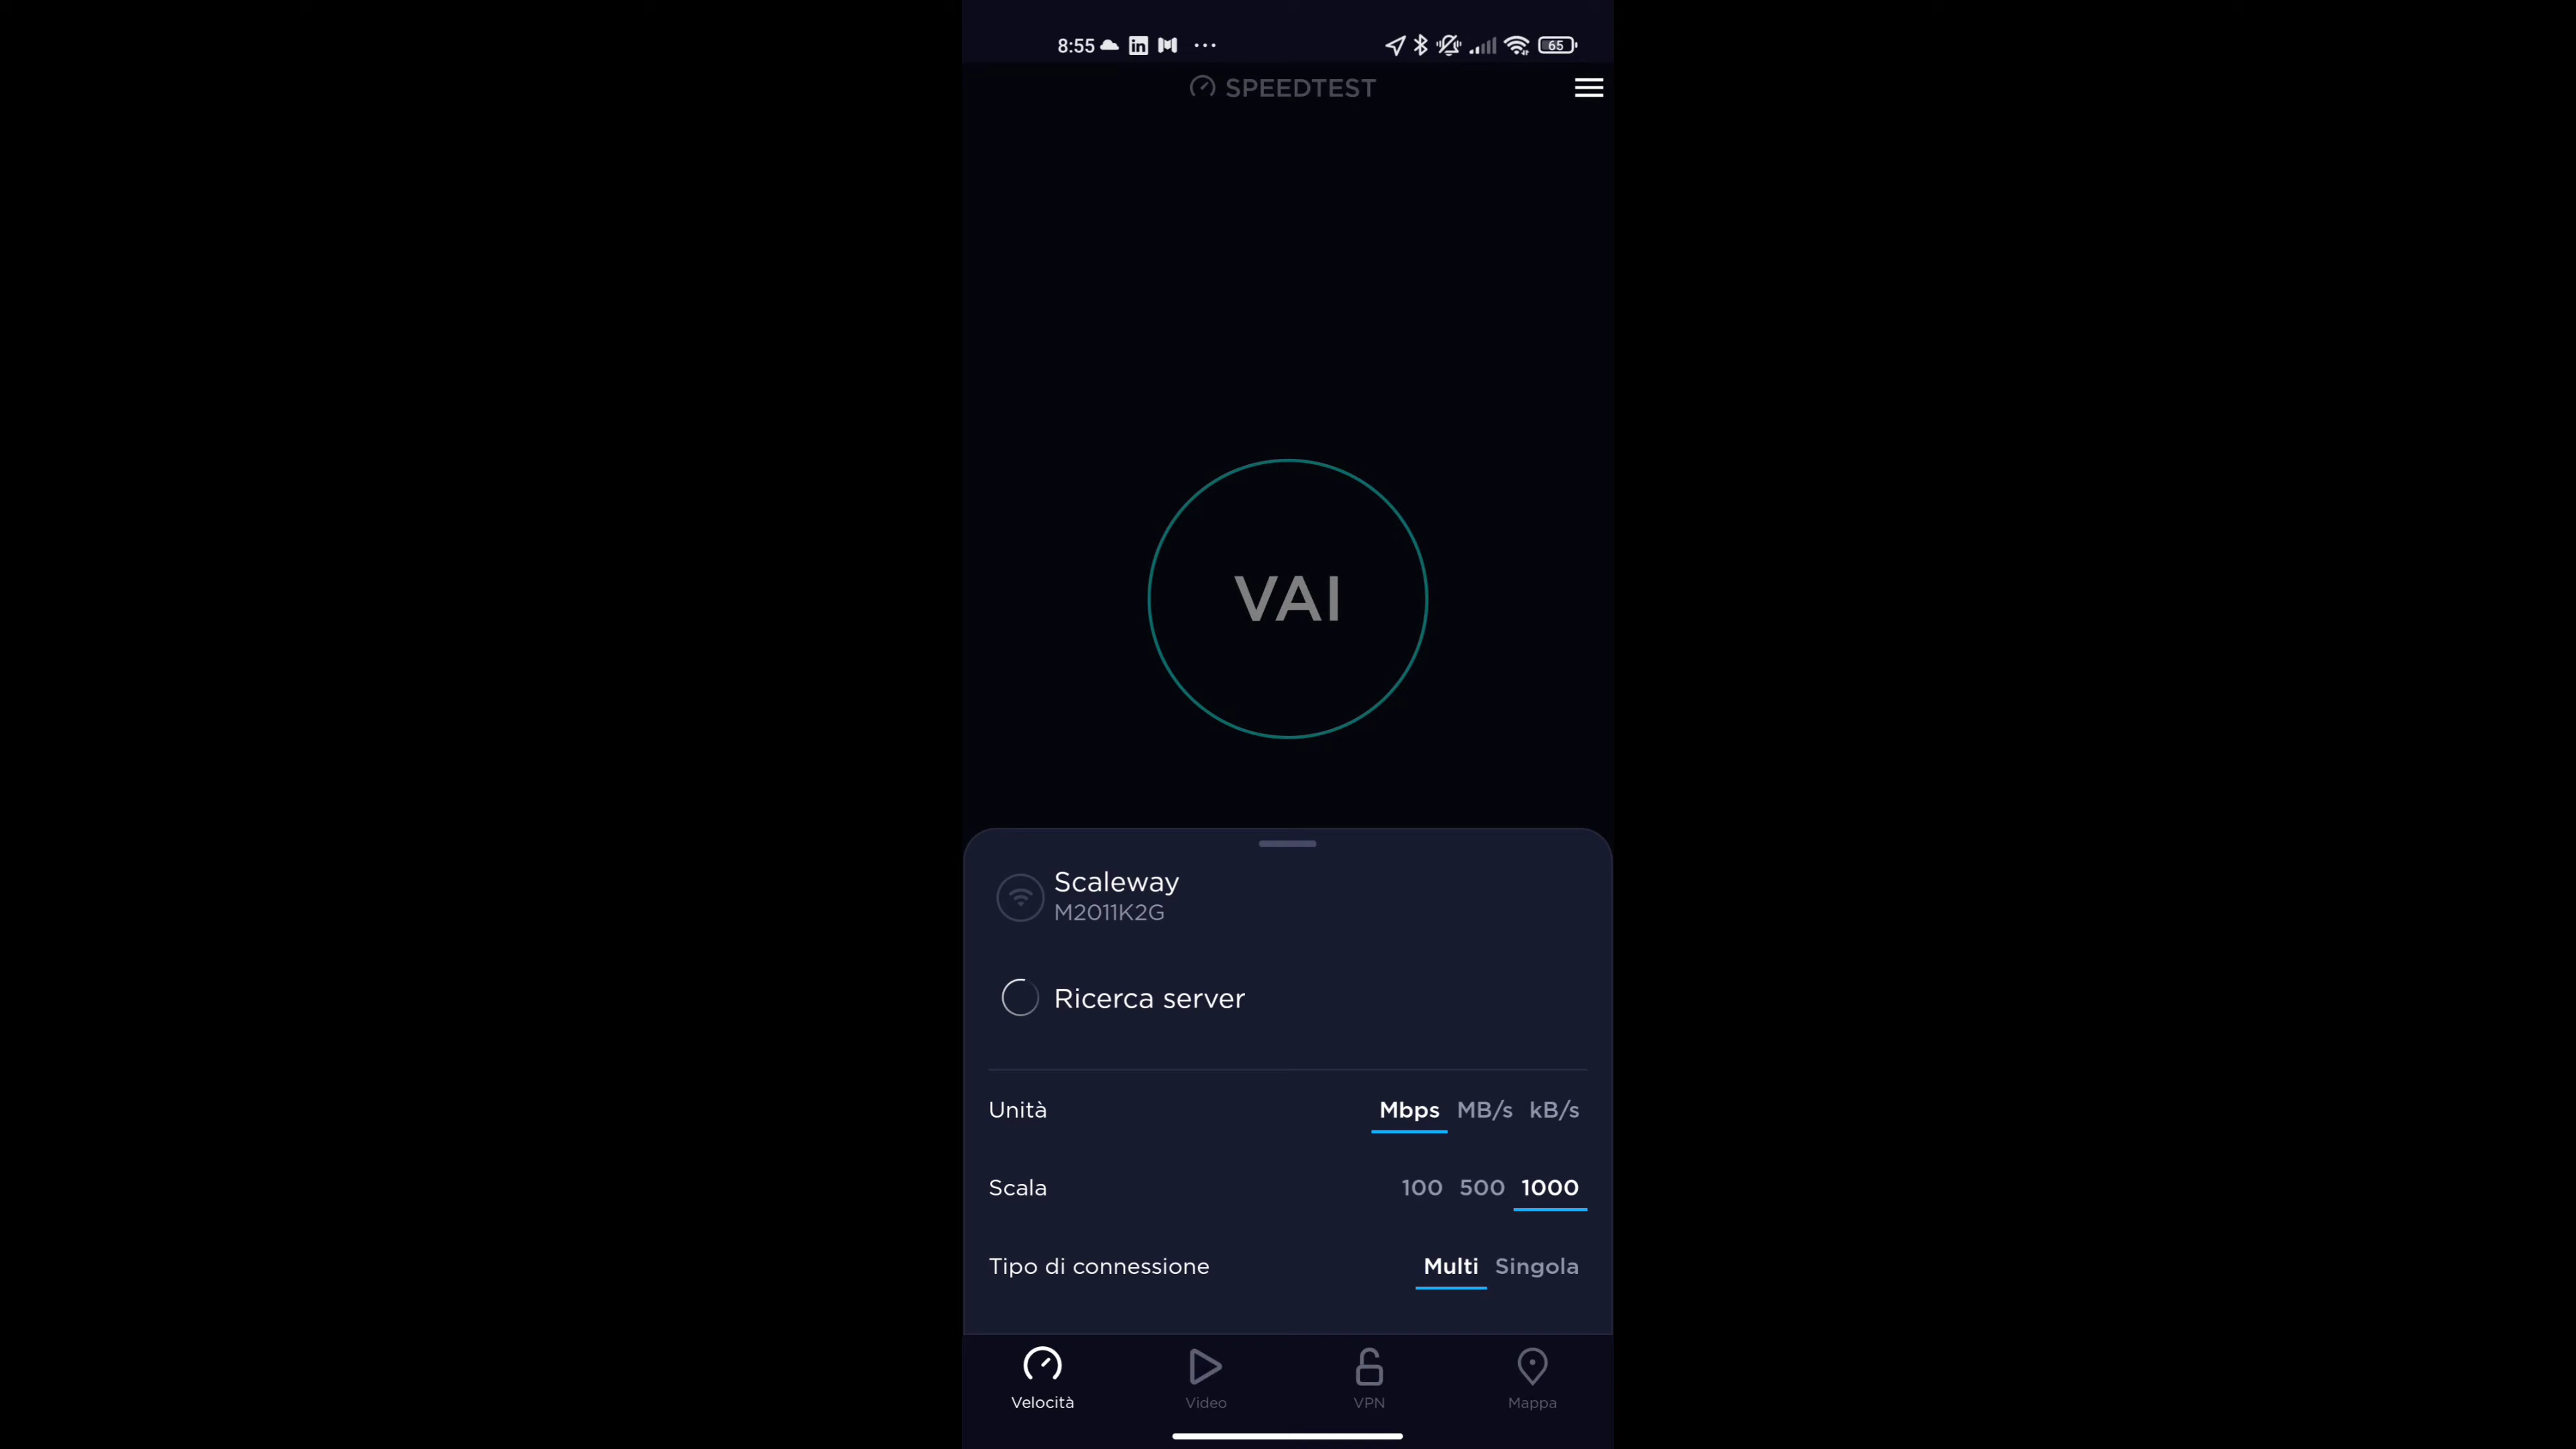 8:55 65
SPEEDTEST
VAI
Scaleway
M2011K2G
Ricerca server
Unità Mbps MB/s kB/s
Scala 100 500 1000
Tipo di connessione Multi Singola
Velocità Video VPN Mappa